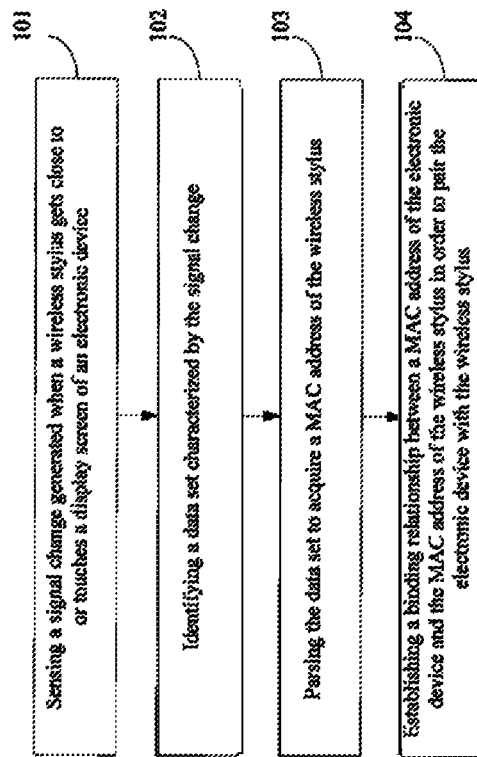 101
Sensing a signal change generated when a wireless stylus gets close to
or touches a display screen of an electronic device
102
Identifying a data set characterized by the signal change
103
Parsing the data set to acquire a MAC address of the wireless stylus
104
Establishing a binding relationship between a MAC address of the electronic
device and the MAC address of the wireless stylus in order to pair the
electronic device with the wireless stylus